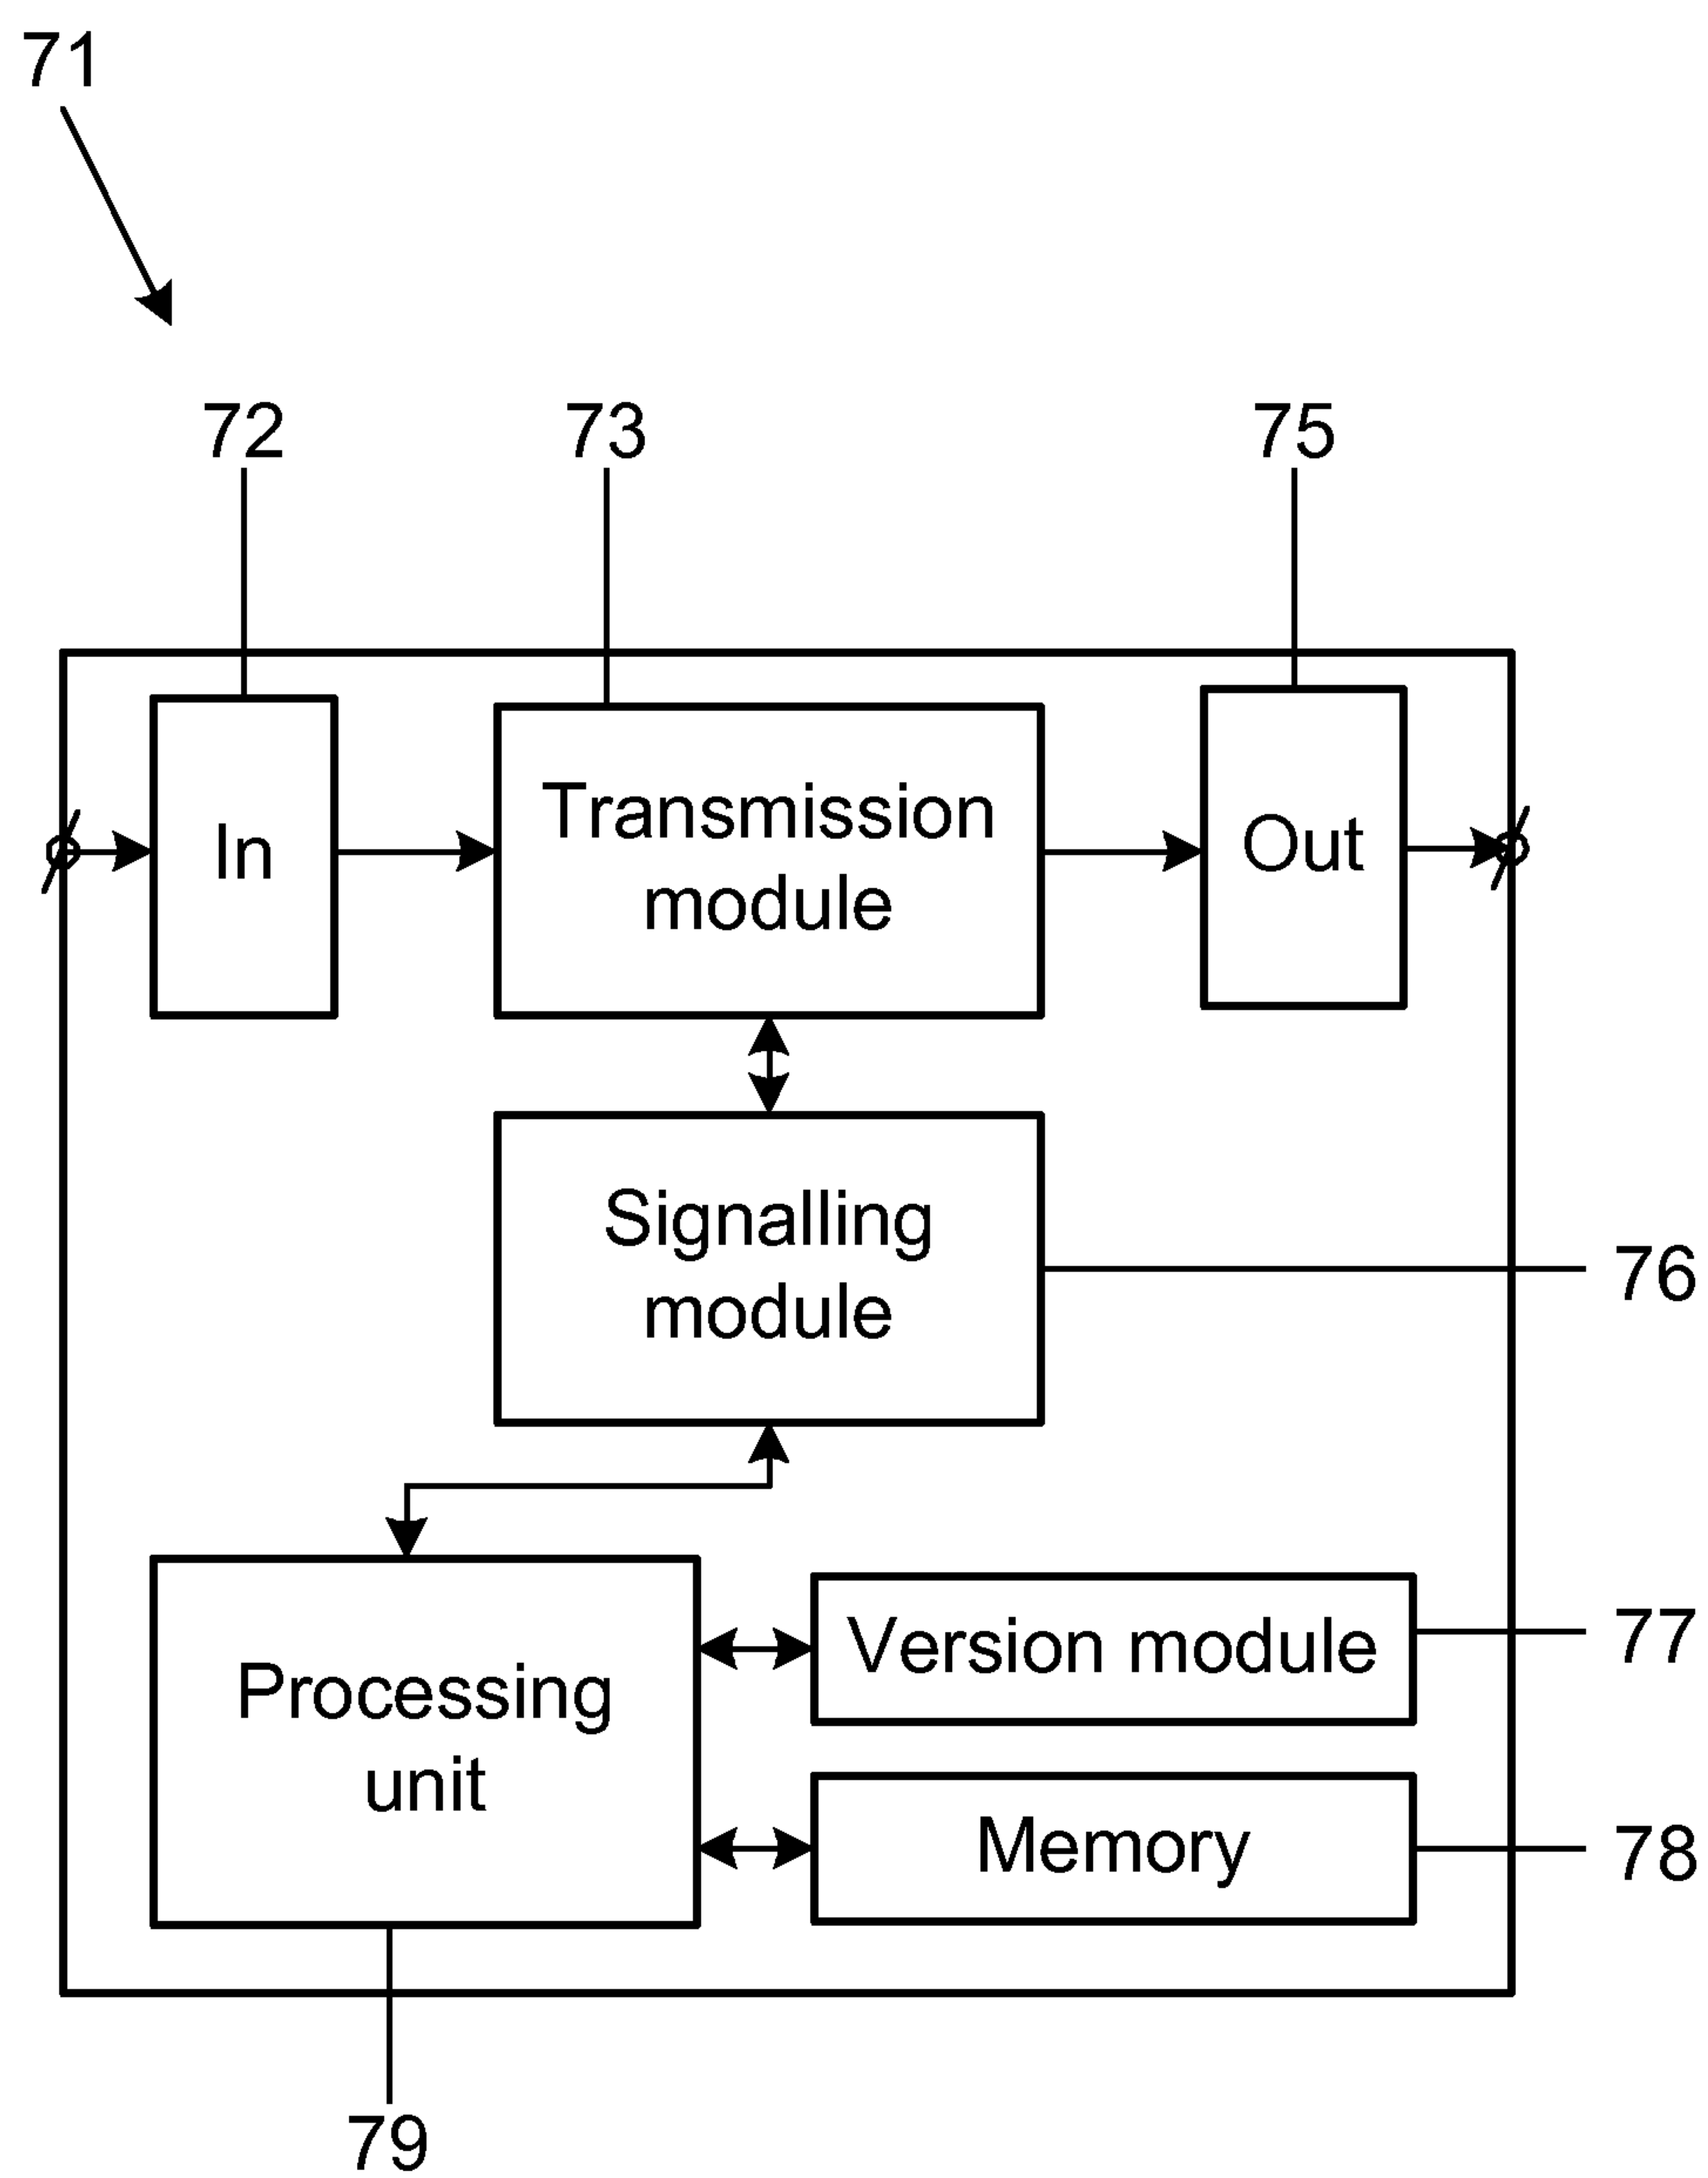 71
72
73
75
In
Transmission
module
Out
Signalling
module
76
Processing
unit
Version module
77
Memory
78
79